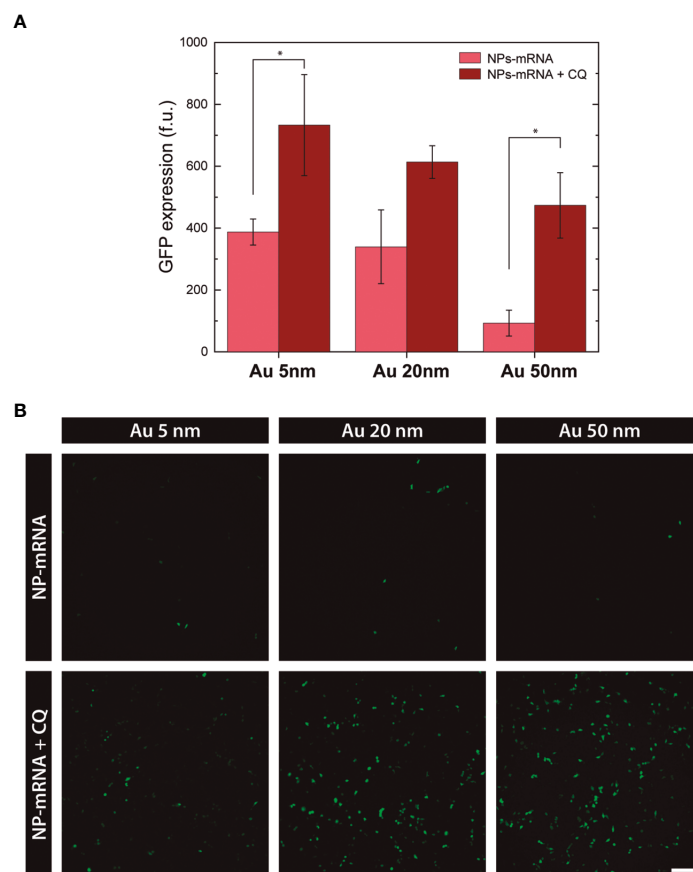 A
1000
800
600
400
200
0
GFP expression (f.u.)
*
*
NPs-mRNA
NPs-mRNA + CQ
Au 5nm Au 20nm Au 50nm
B
Au 5 nm Au 20 nm Au 50 nm
NP-mRNA
NP-mRNA + CQ